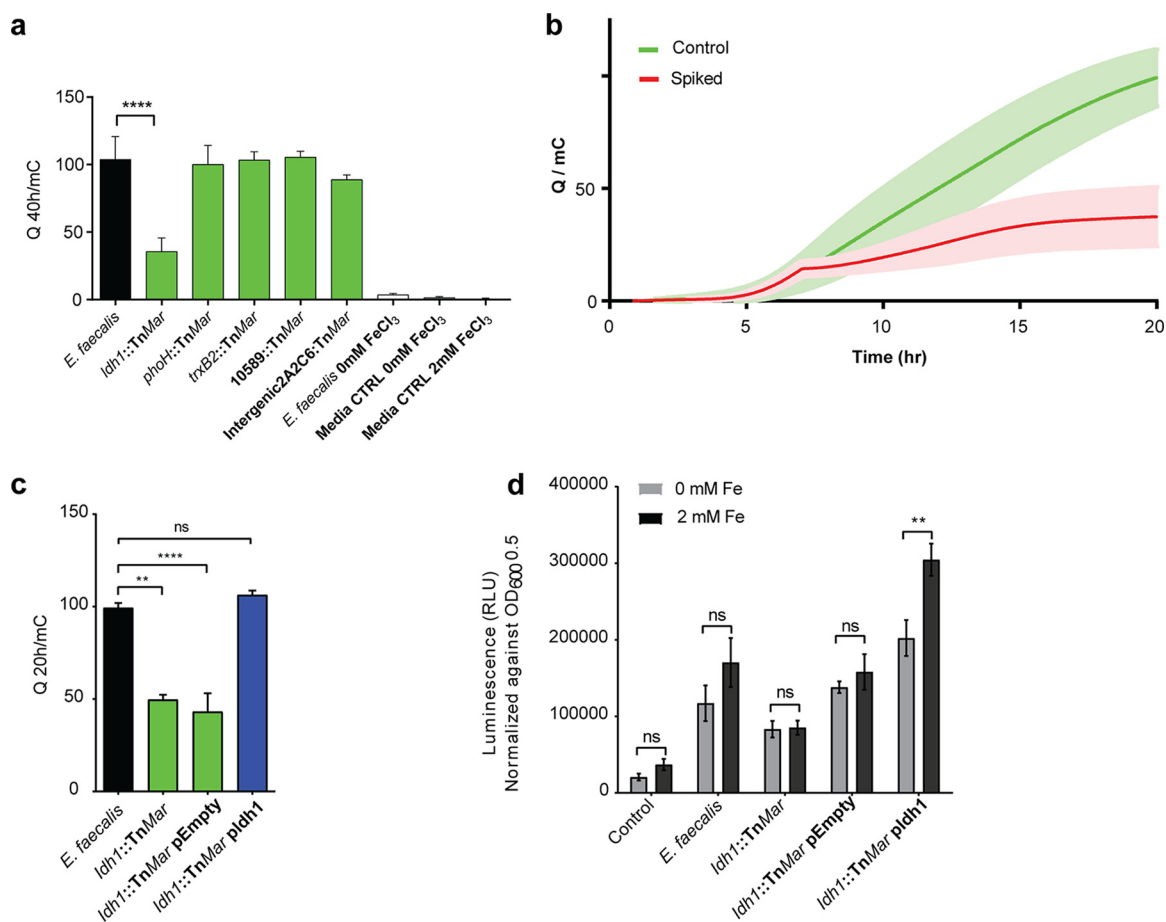 a
150
100
50
0
Q 40h/mC
****
E. faecalis
ldh1::TnMar
phoH::TnMar
trxB2::TnMar
10589::TnMar
Intergenic2A2C6:TnMar
E. faecalis 0mM FeCl₃
Media CTRL 0mM FeCl₃
Media CTRL 2mM FeCl₃
b
Control
Spiked
Q / mC
50
0
0
5
10
15
20
Time (hr)
c
150
100
50
0
Q 20h/mC
ns
****
**
E. faecalis
ldh1::TnMar
ldh1::TnMar pEmpty
ldh1::TnMar pldh1
d
0 mM Fe
2 mM Fe
Luminescence (RLU)
Normalized against OD₆₀₀ 0.5
400000
300000
200000
100000
0
ns
ns
ns
ns
**
Control
E. faecalis
ldh1::TnMar
ldh1::TnMar pEmpty
ldh1::TnMar pldh1